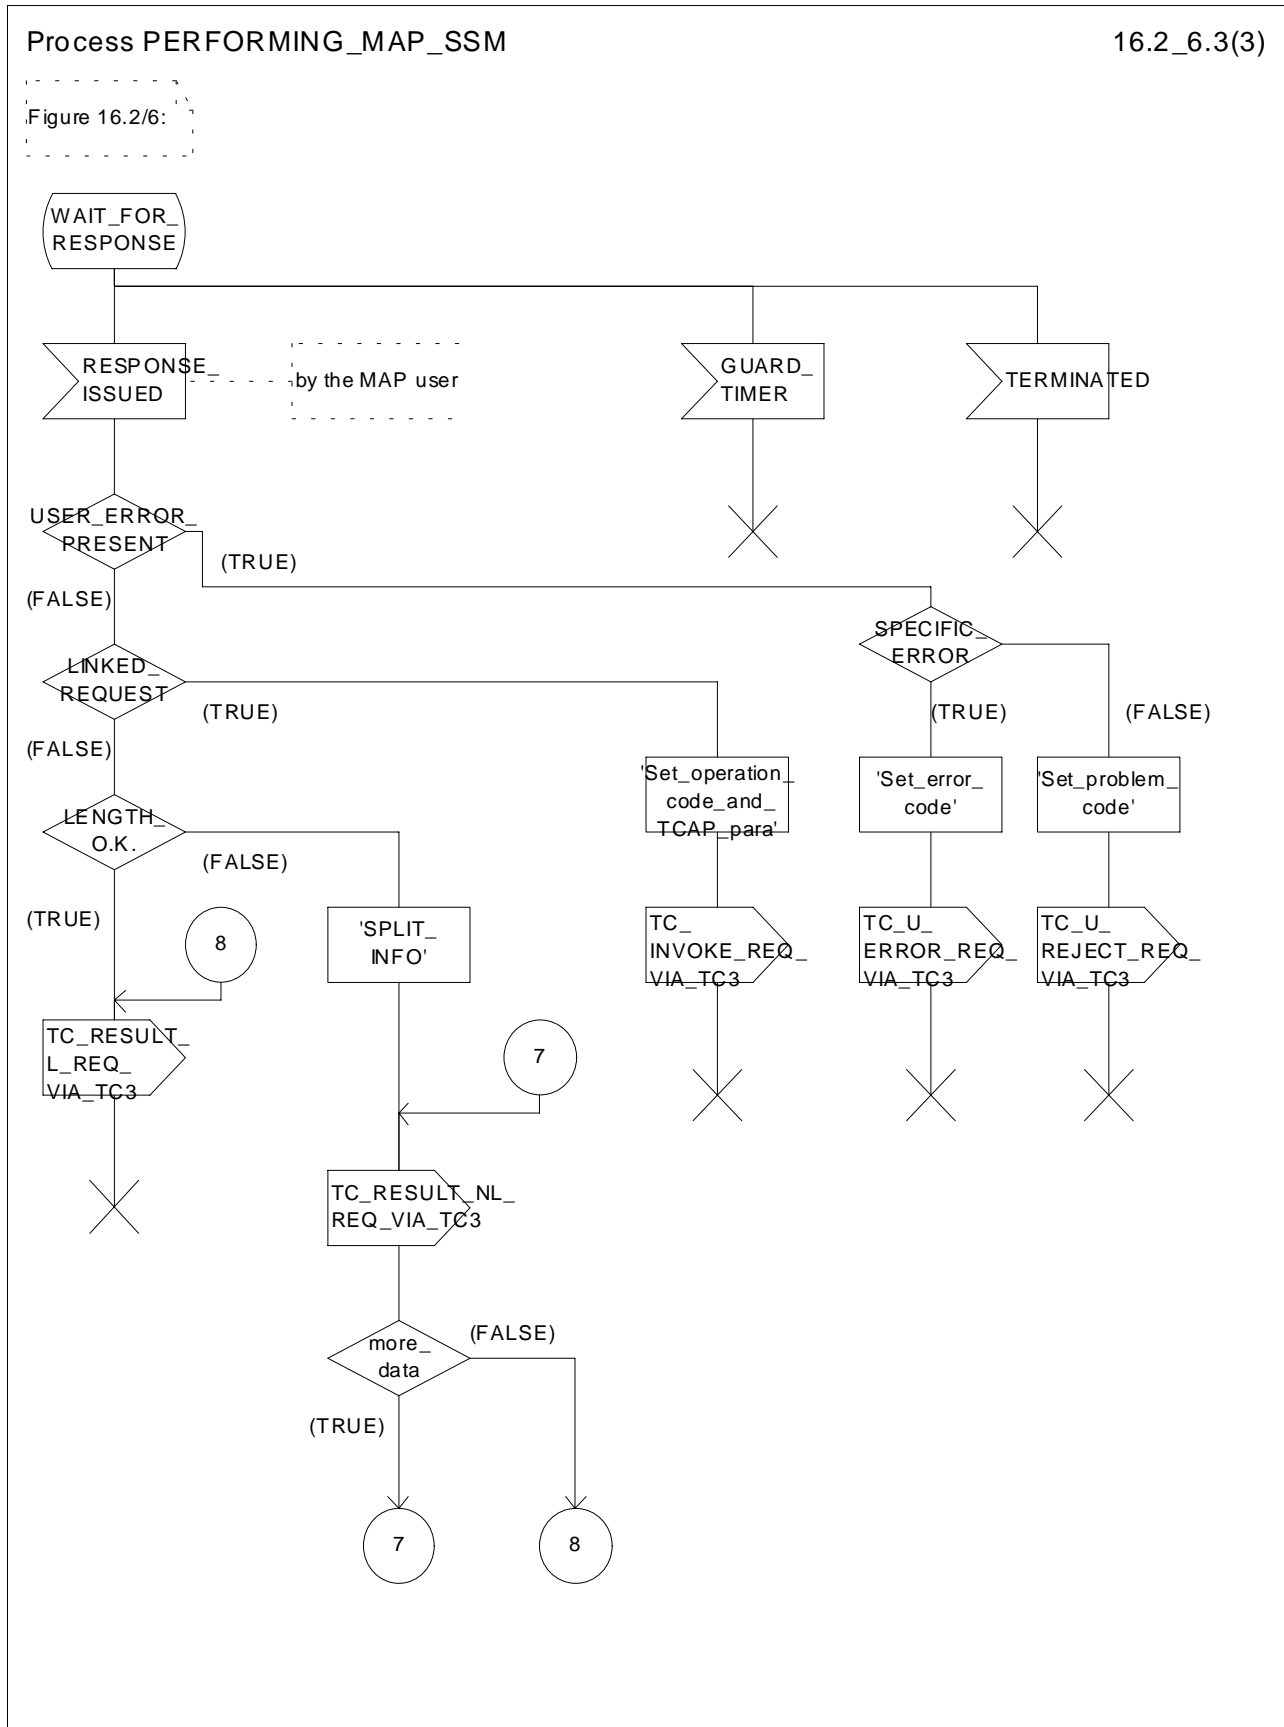 Process PERFORMING_MAP_SSM
16.2_6.3(3)
Figure 16.2/6:
WAIT_FOR_
RESPONSE
RESPONSE_
ISSUED
by the MAP user
GUARD_
TIMER
TERMINATED
USER_ERROR_
PRESENT
(TRUE)
(FALSE)
SPECIFIC_
ERROR
LINKED_
REQUEST
(TRUE)
(TRUE)
(FALSE)
(FALSE)
'Set_operation_
code_and_
TCAP_para'
'Set_error_
code'
'Set_problem_
code'
LENGTH_
O.K.
(FALSE)
(TRUE)
8
'SPLIT_
INFO'
TC_
INVOKE_REQ_
VIA_TC3
TC_U_
ERROR_REQ_
VIA_TC3
TC_U_
REJECT_REQ_
VIA_TC3
TC_RESULT_
L_REQ_
VIA_TC3
7
TC_RESULT_NL_
REQ_VIA_TC3
more_
data
(FALSE)
(TRUE)
7
8